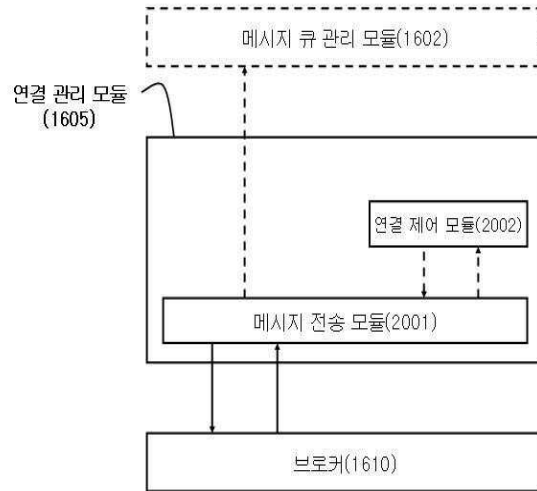 메시지 큐 관리 모듈(1602)
연결 관리 모듈
(1605)
연결 제어 모듈(2002)
메시지 전송 모듈(2001)
브로커(1610)